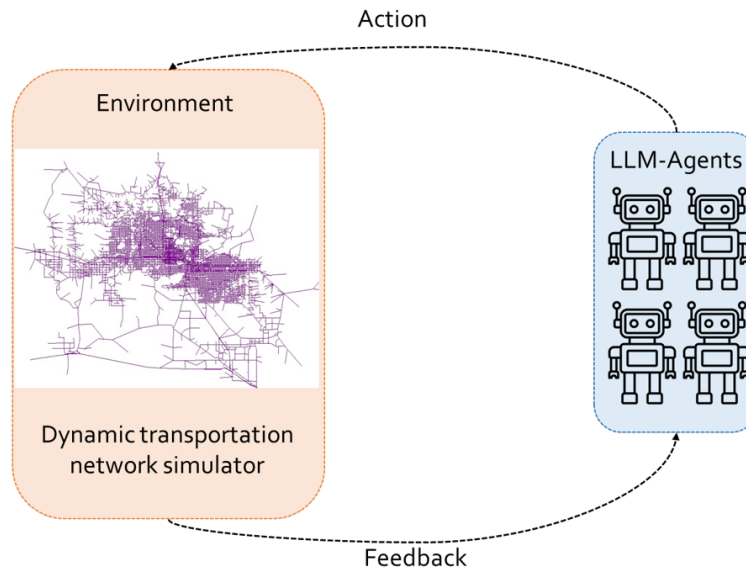 Action
Environment
LLM-Agents
Dynamic transportation
network simulator
Feedback